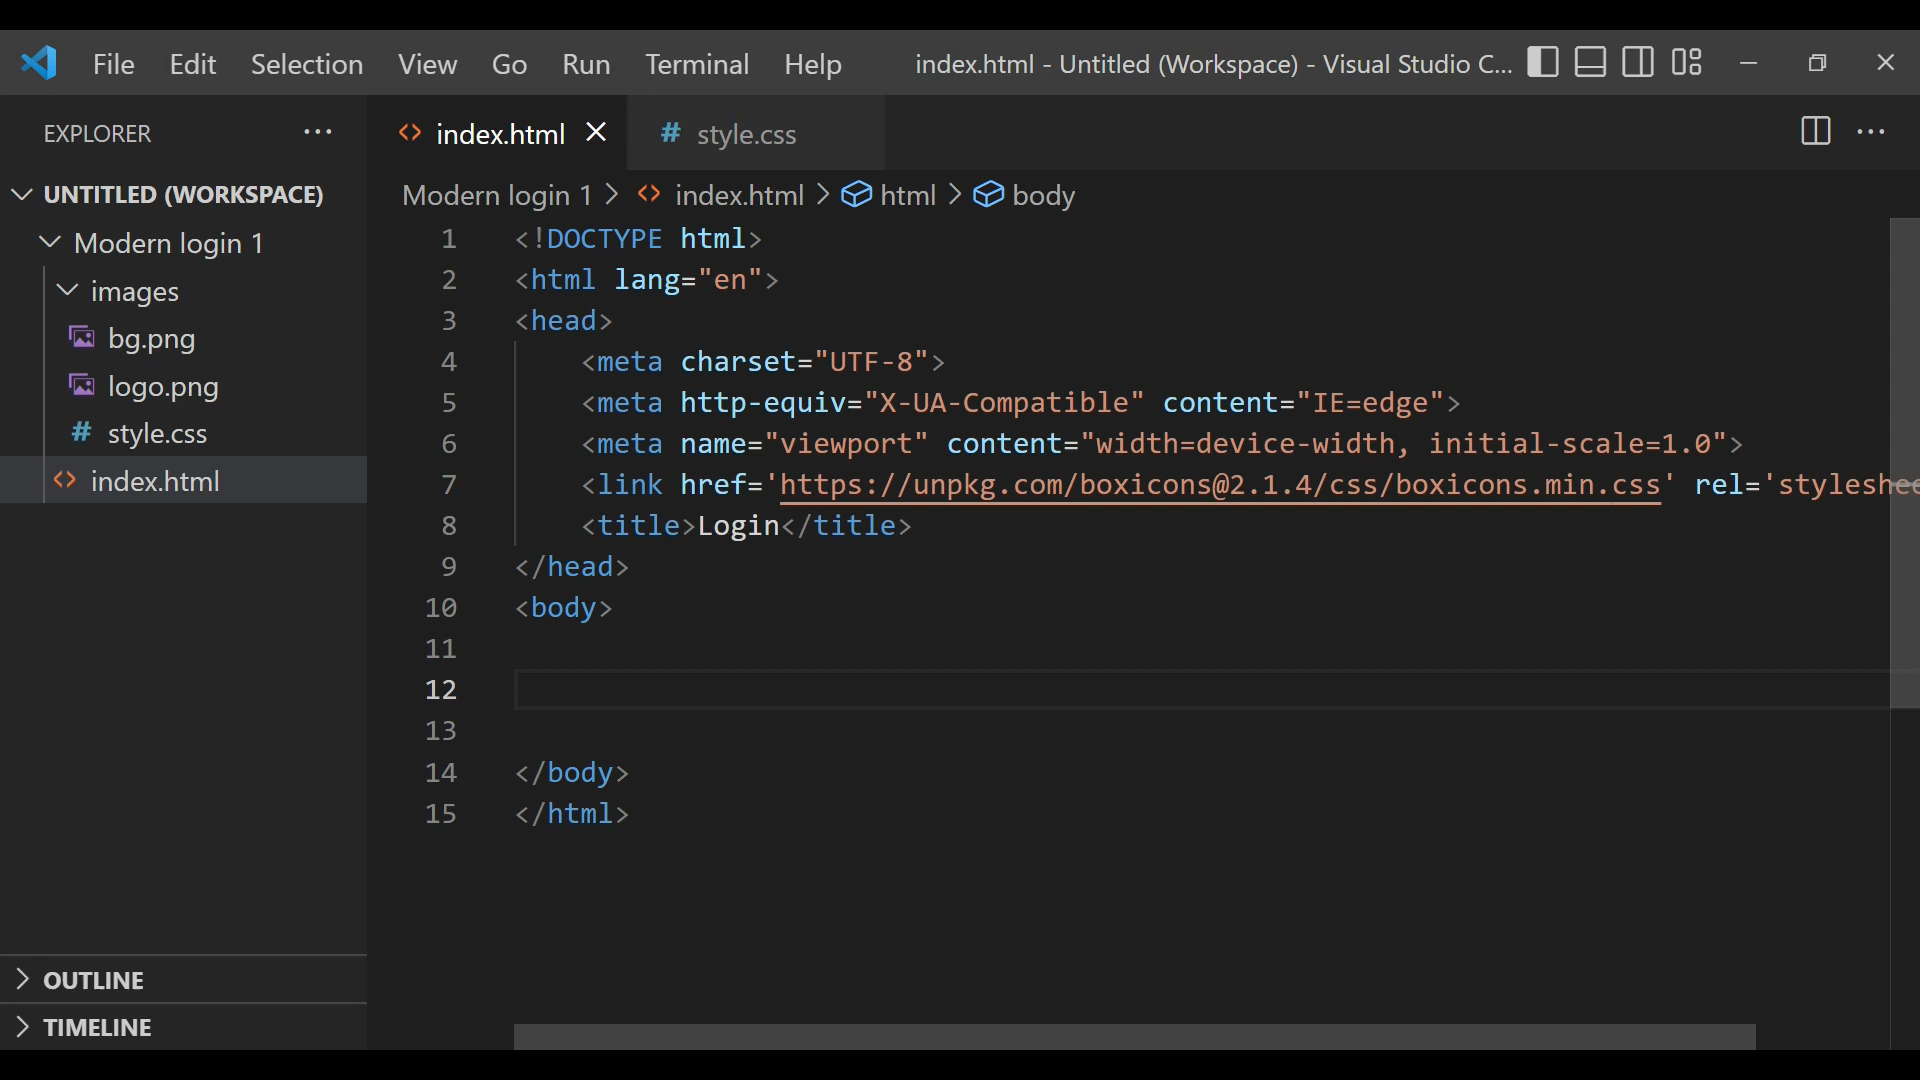 File Edit Selection View Go Run Terminal Help index.html - Untitled (Workspace) - Visual Studio C...
EXPLORER ...
index.html
# style.css
UNTITLED (WORKSPACE)
Modern login 1
images
bg.png
logo.png
# style.css
index.html
OUTLINE
TIMELINE
Modern login 1 > index.html > html > body
1 <!DOCTYPE html>
2 <html lang="en">
3 <head>
4     <meta charset="UTF-8">
5     <meta http-equiv="X-UA-Compatible" content="IE=edge">
6     <meta name="viewport" content="width=device-width, initial-scale=1.0">
7     <link href='https://unpkg.com/boxicons@2.1.4/css/boxicons.min.css' rel='styleshee
8     <title>Login</title>
9 </head>
10 <body>
11
12
13
14 </body>
15 </html>